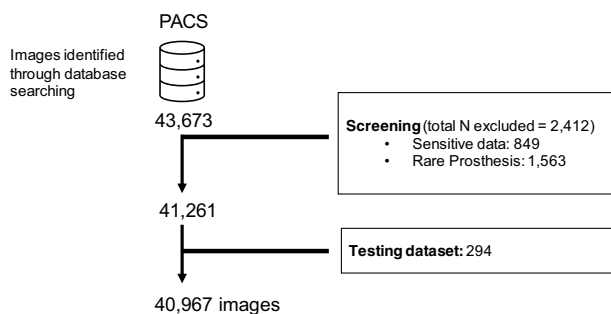 PACS
Images identified
through database
searching
43,673
Screening (total N excluded = 2,412)
• Sensitive data: 849
• Rare Prosthesis: 1,563
41,261
Testing dataset: 294
40,967 images